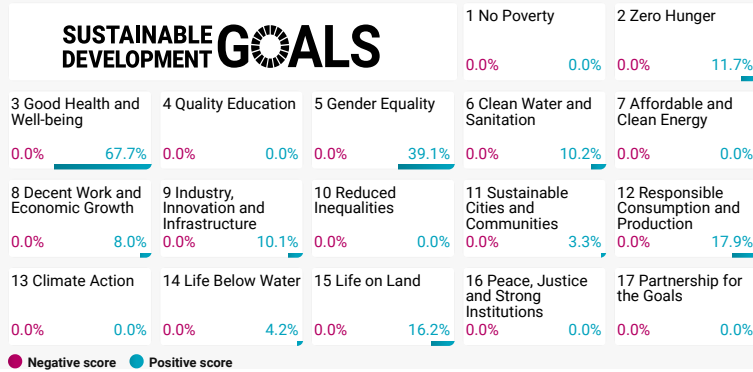 SUSTAINABLE
DEVELOPMENT
GOALS
1 No Poverty
0.0% 0.0%
2 Zero Hunger
0.0% 11.7%
3 Good Health and
Well-being
0.0% 67.7%
4 Quality Education
0.0% 0.0%
5 Gender Equality
0.0% 39.1%
6 Clean Water and
Sanitation
0.0% 10.2%
7 Affordable and
Clean Energy
0.0% 0.0%
8 Decent Work and
Economic Growth
0.0% 8.0%
9 Industry,
Innovation and
Infrastructure
0.0% 10.1%
10 Reduced
Inequalities
0.0% 0.0%
11 Sustainable
Cities and
Communities
0.0% 3.3%
12 Responsible
Consumption and
Production
0.0% 17.9%
13 Climate Action
0.0% 0.0%
14 Life Below Water
0.0% 4.2%
15 Life on Land
0.0% 16.2%
16 Peace, Justice
and Strong
Institutions
0.0% 0.0%
17 Partnership for
the Goals
0.0% 0.0%
Negative score Positive score